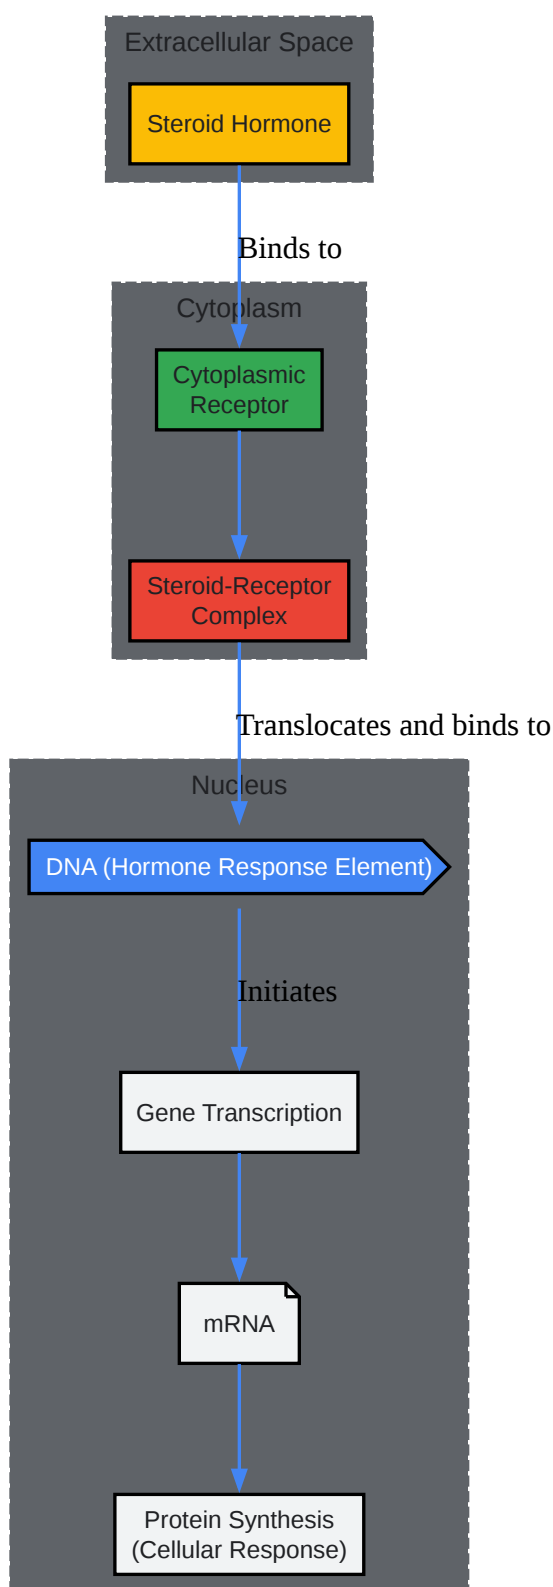 Extracellular Space
Steroid Hormone
Binds to
Cytoplasm
Cytoplasmic
Receptor
Steroid-Receptor
Complex
Translocates and binds to
Nucleus
DNA (Hormone Response Element)
Initiates
Gene Transcription
mRNA
Protein Synthesis
(Cellular Response)